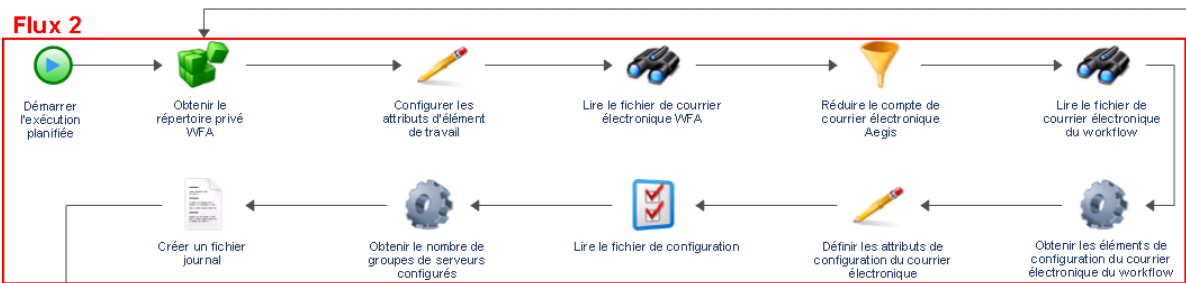 Flux 2
Démarrer
l'exécution
planifiée
Obtenir le
répertoire privé
WFA
Configurer les
attributs d'élément
de travail
Lire le fichier de courrier
électronique WFA
Réduire le compte de
courrier électronique
Aegis
Lire le fichier de
courrier électronique
du workflow
Créer un fichier
journal
Obtenir le nombre de
groupes de serveurs
configurés
Lire le fichier de configuration
Définir les attributs de
configuration du courrier
électronique
Obtenir les éléments de
configuration du courrier
électronique du workflow